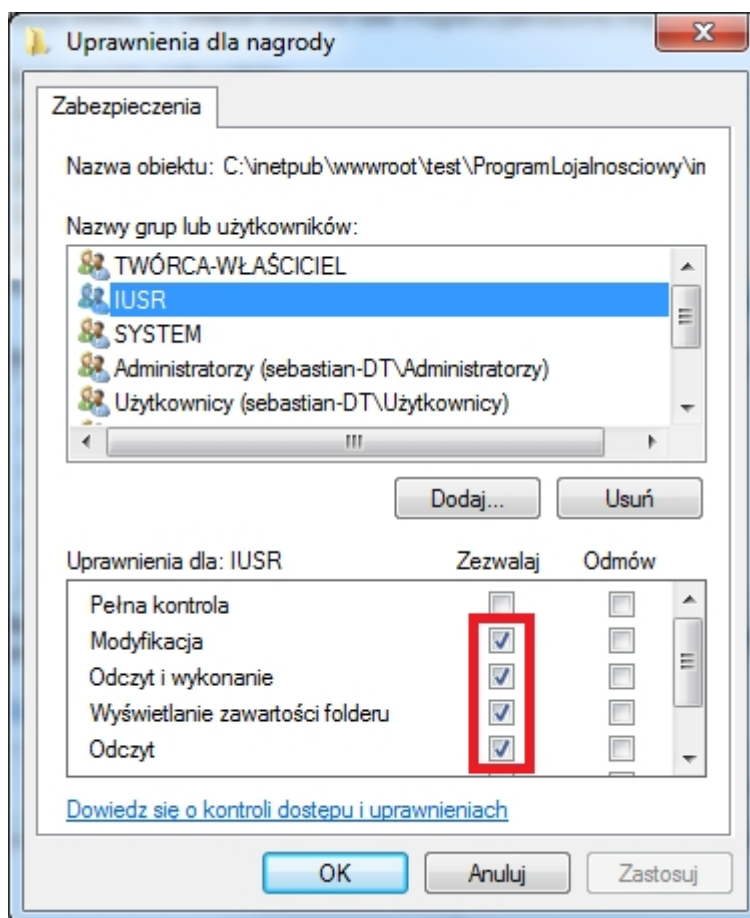 Uprawnienia dla nagrody
Zabezpieczenia
Nazwa obiektu: C:\inetpub\wwwroot\test\ProgramLojalnosciowy\in
Nazwy grup lub użytkowników:
TWÓRCA-WŁAŚCICIEL
IUSR
SYSTEM
Administratorzy (sebastian-DT\Administratorzy)
Użytkownicy (sebastian-DT\Użytkownicy)
Dodaj... Usuń
Uprawnienia dla: IUSR Zezwalaj Odmów
Pełna kontrola
Modyfikacja
Odczyt i wykonanie
Wyświetlanie zawartości folderu
Odczyt
Dowiedz się o kontroli dostępu i uprawnieniach
OK Anuluj Zastosuj